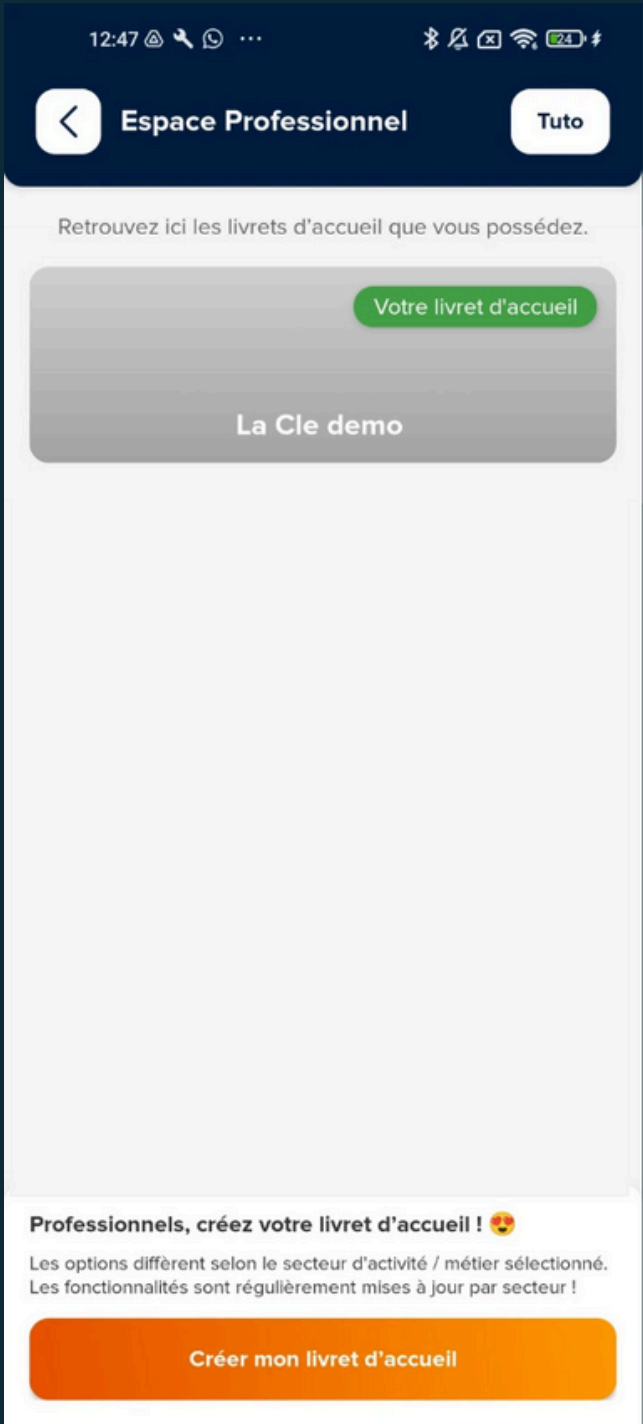 12:47 ...
24
Espace Professionnel
Tuto
Retrouvez ici les livrets d'accueil que vous possédez.
Votre livret d'accueil
La Cle demo
Professionnels, créez votre livret d'accueil ! 😍
Les options diffèrent selon le secteur d'activité / métier sélectionné.
Les fonctionnalités sont régulièrement mises à jour par secteur !
Créer mon livret d'accueil